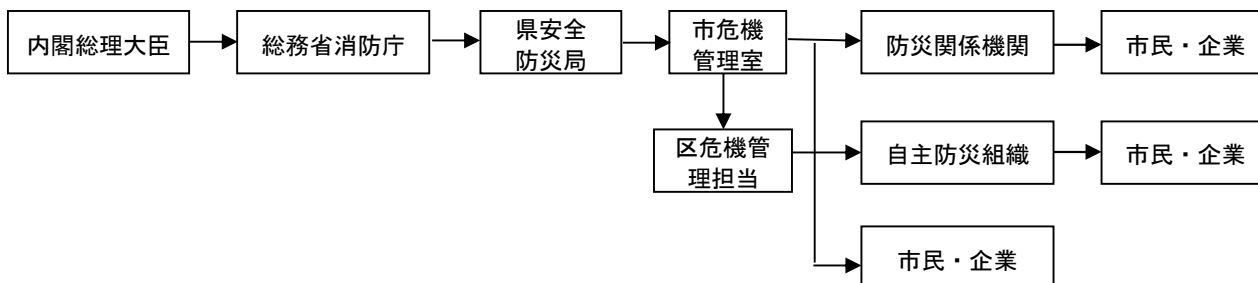 内閣総理大臣
総務省消防庁
県安全
防災局
市危機
管理室
防災関係機関
市民・企業
区危機管
理担当
自主防災組織
市民・企業
市民・企業